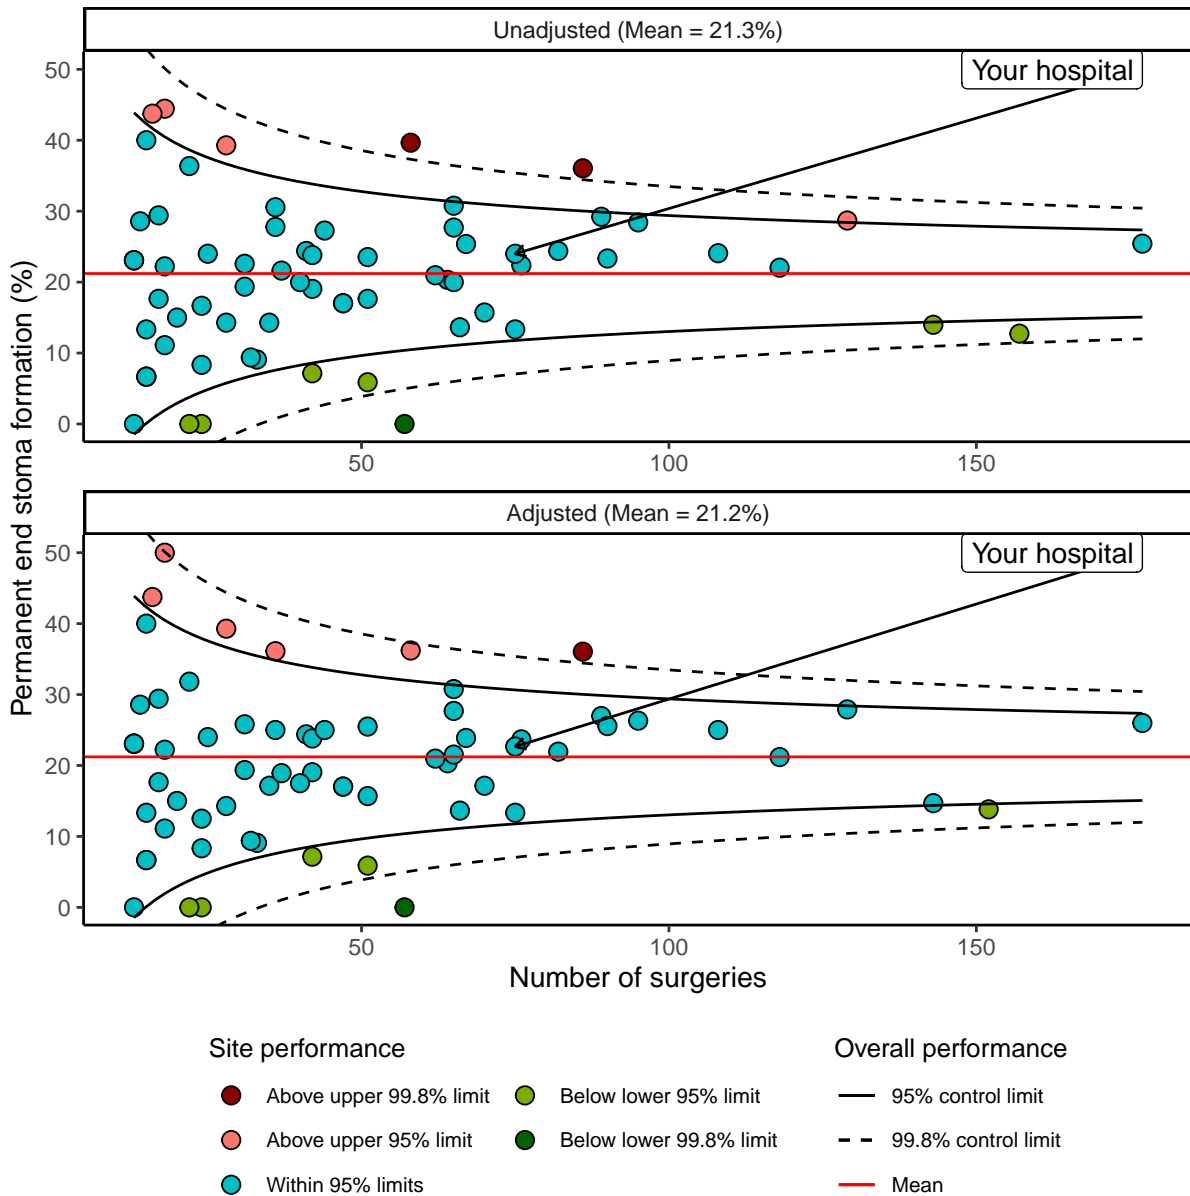 Unadjusted (Mean = 21.3%)
50
40
30
20
10
0
Your hospital
50
100
150
Adjusted (Mean = 21.2%)
50
40
30
20
10
0
Your hospital
50
100
150
Permanent end stoma formation (%)
Number of surgeries
Site performance
Above upper 99.8% limit
Above upper 95% limit
Within 95% limits
Below lower 95% limit
Below lower 99.8% limit
Overall performance
95% control limit
99.8% control limit
Mean